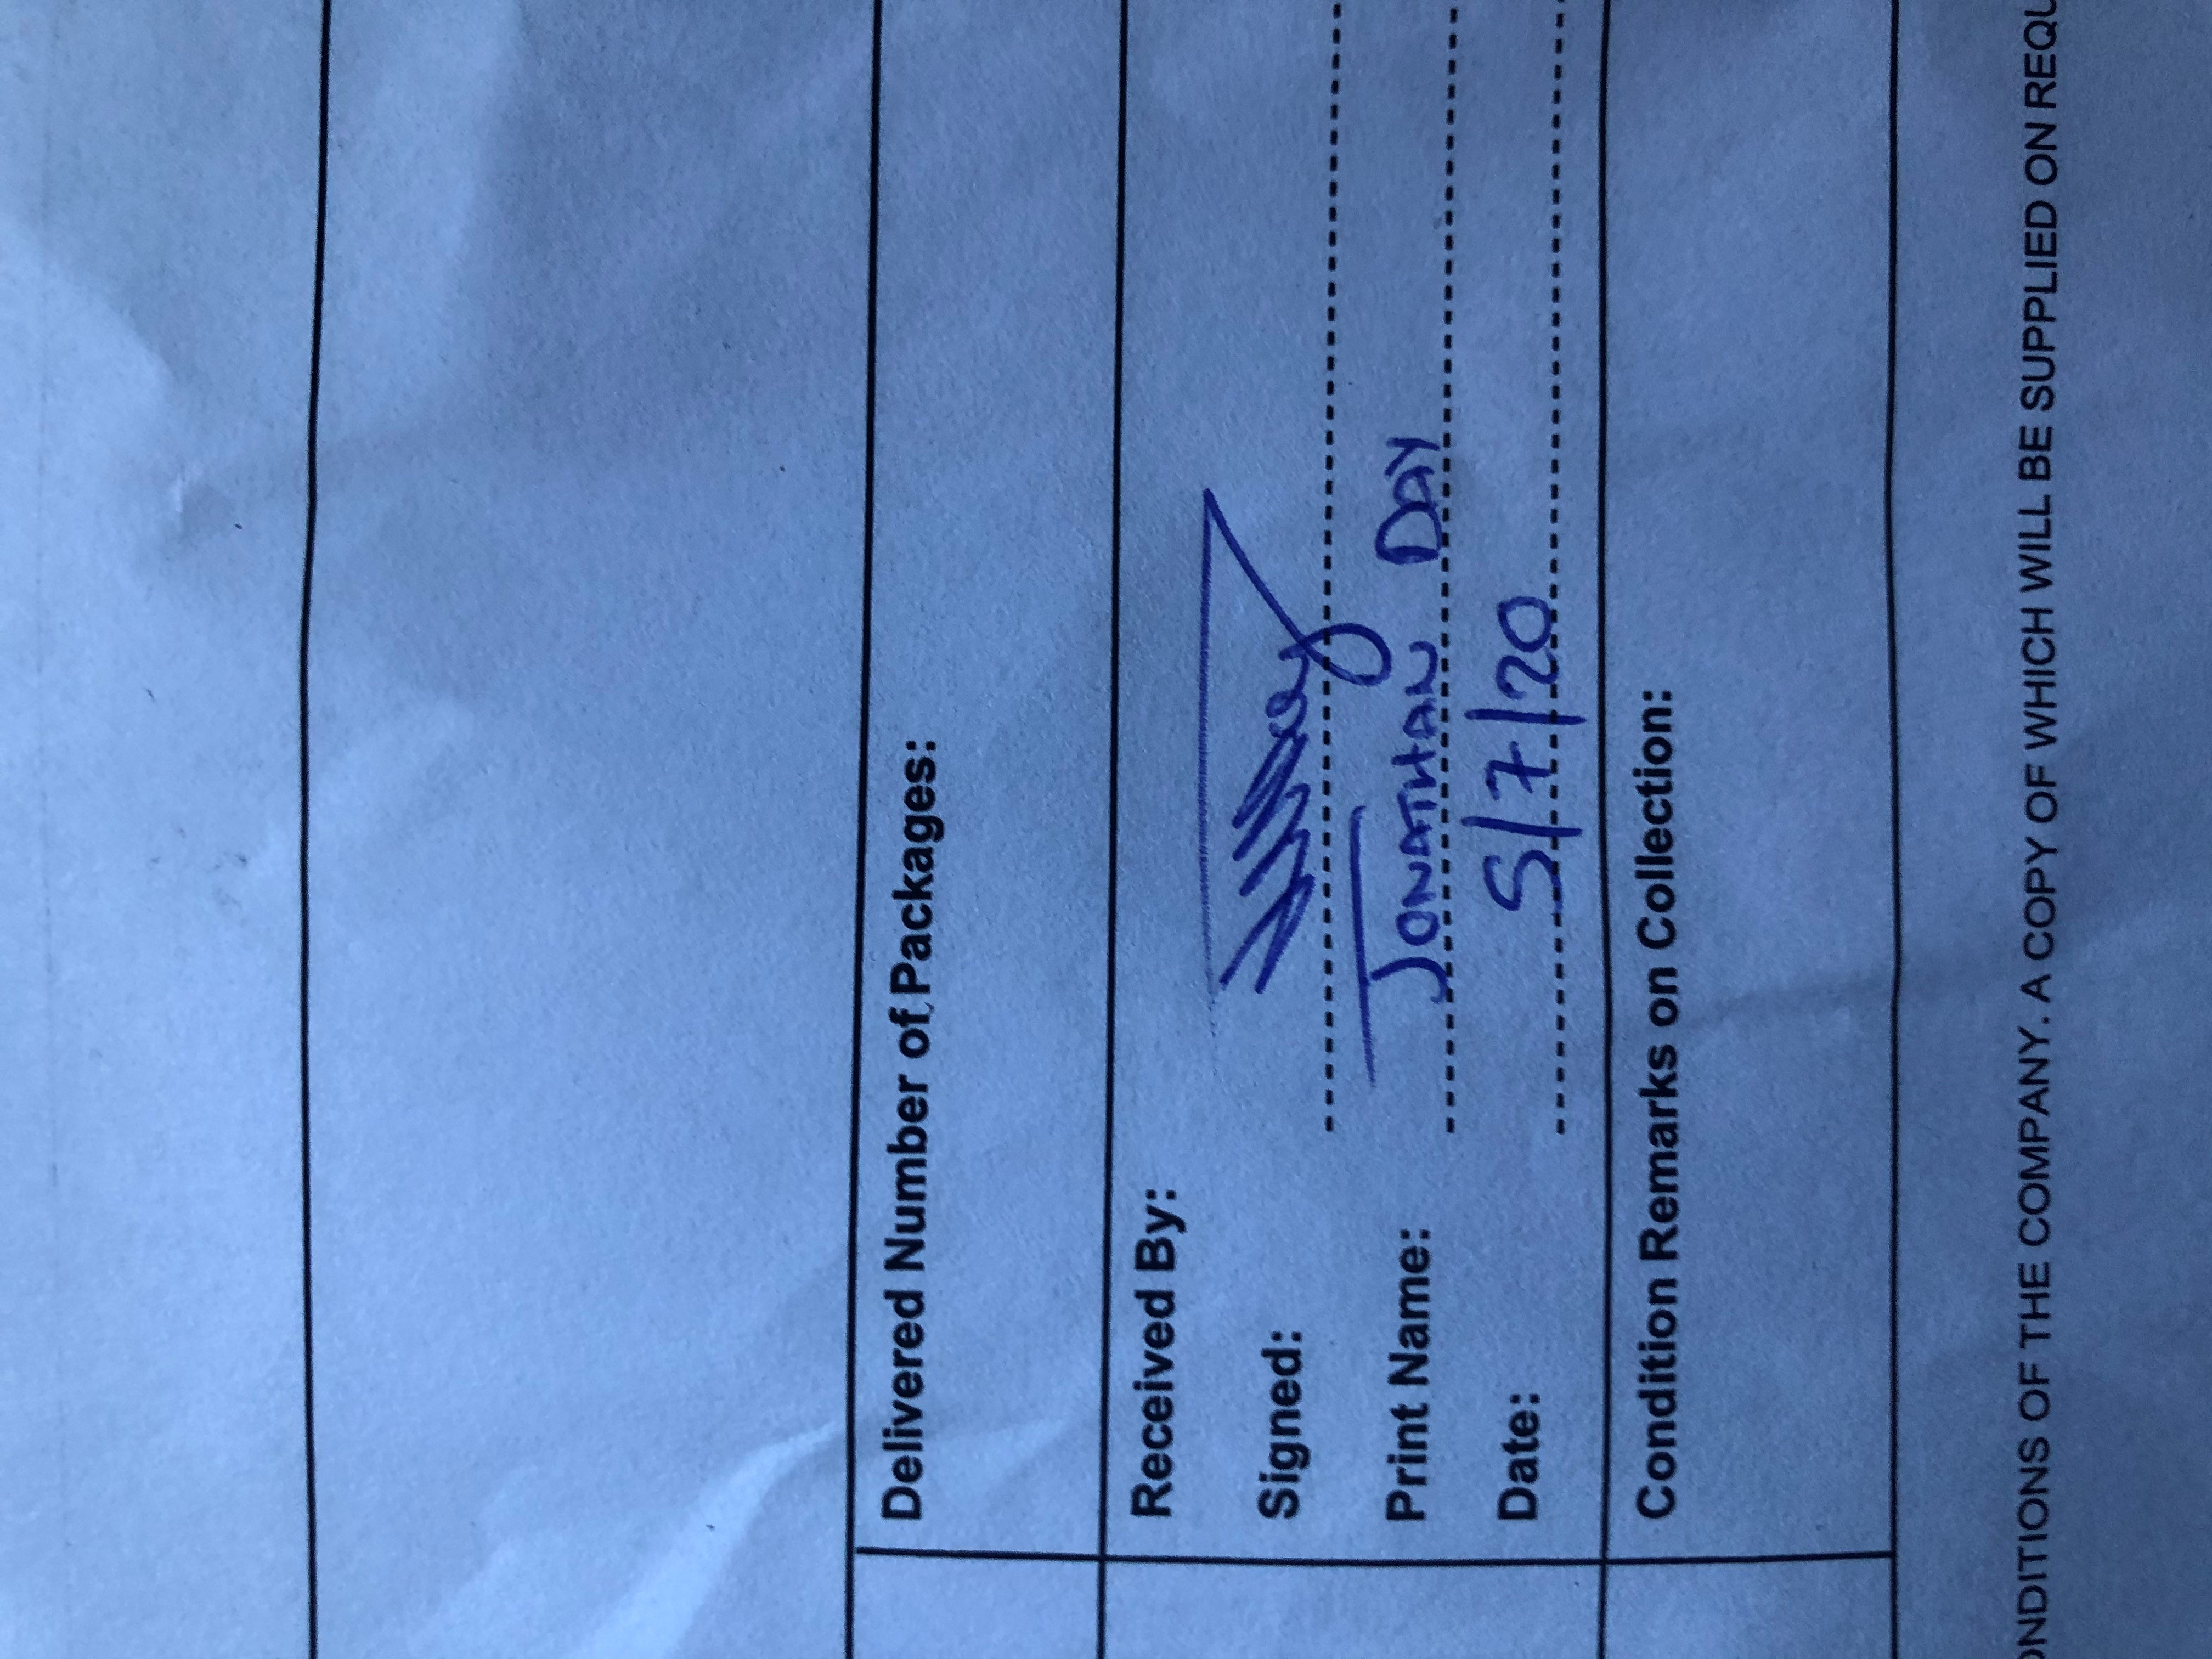 Delivered Number of Packages:
Received By:
Signed:
Print Name: JONATHAN DAY
Date: 5/7/20
Condition Remarks on Collection:
ONDITIONS OF THE COMPANY. A COPY OF WHICH WILL BE SUPPLIED ON REQU